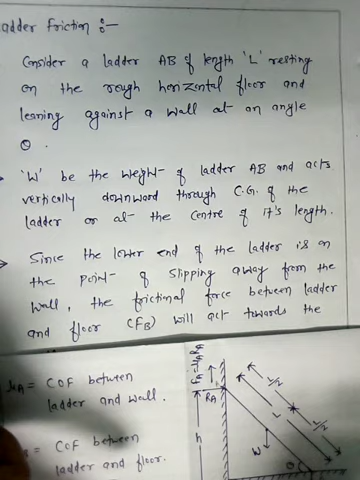 adder friction :-
Consider a ladder AB of length 'L' resting
on the rough horizontal floor and
leaning against a wall at an angle
θ.
'W' be the weight of ladder AB and acts
vertically downword through C.G. of the
ladder or at the centre of it's length.
Since the lower end of the ladder is on
the point of slipping away from the
wall, the frictional force between ladder
and floor (FB) will act towards the
μA = COF between
ladder and wall.
= COF between
ladder and floor.
FA = μARA
RA
h
L/2
L
L/2
W
θ